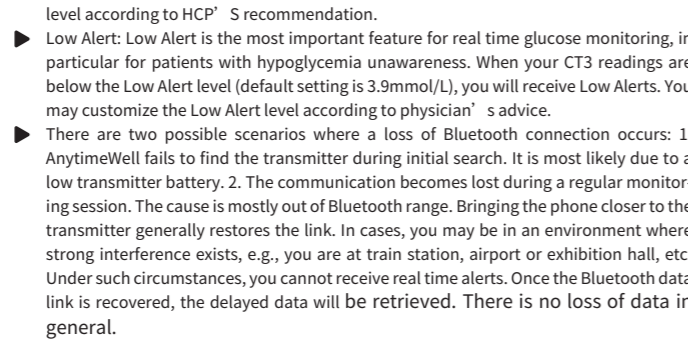 level according to HCP’ S recommendation.
Low Alert: Low Alert is the most important feature for real time glucose monitoring, in
particular for patients with hypoglycemia unawareness. When your CT3 readings are
below the Low Alert level (default setting is 3.9mmol/L), you will receive Low Alerts. You
may customize the Low Alert level according to physician’ s advice.
There are two possible scenarios where a loss of Bluetooth connection occurs: 1.
AnytimeWell fails to find the transmitter during initial search. It is most likely due to a
low transmitter battery. 2. The communication becomes lost during a regular monitor-
ing session. The cause is mostly out of Bluetooth range. Bringing the phone closer to the
transmitter generally restores the link. In cases, you may be in an environment where
strong interference exists, e.g., you are at train station, airport or exhibition hall, etc.
Under such circumstances, you cannot receive real time alerts. Once the Bluetooth data
link is recovered, the delayed data will be retrieved. There is no loss of data in
general.